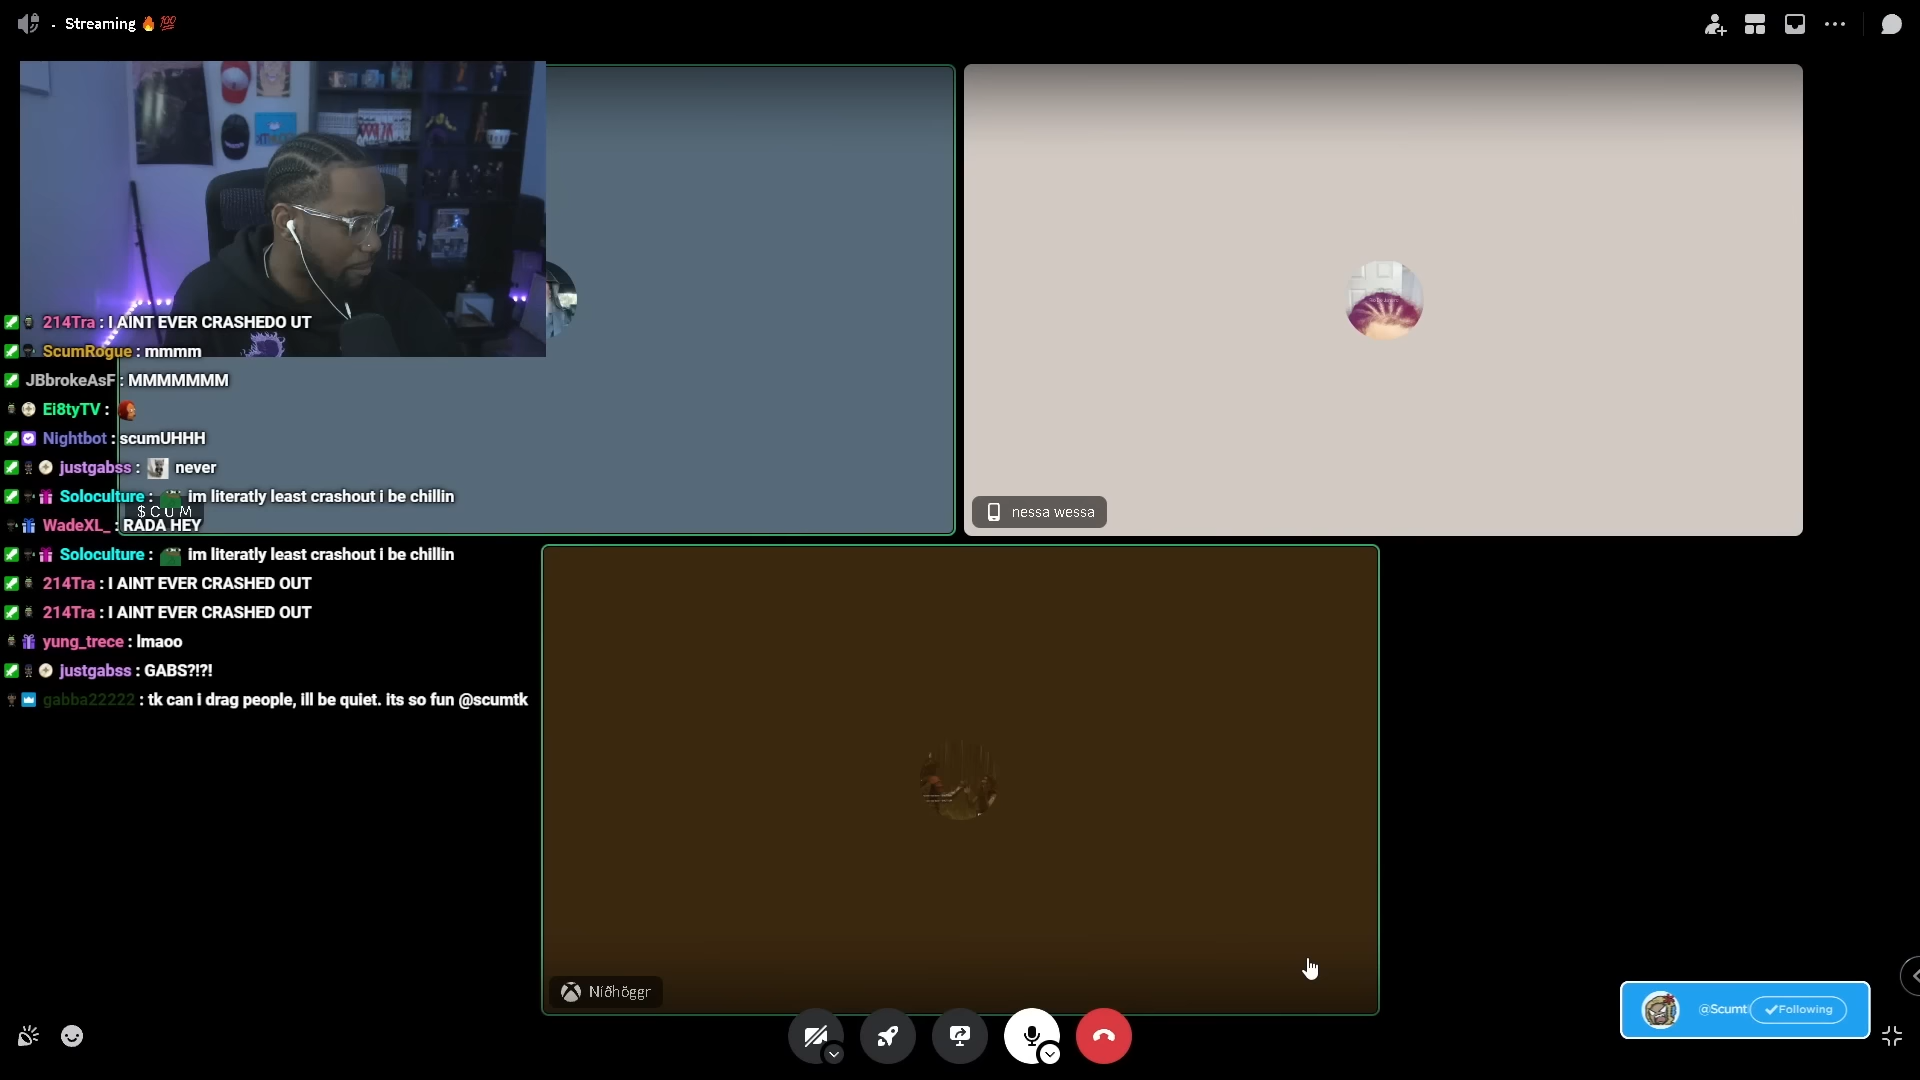 . Streaming 🔥💯
214Tra : I AINT EVER CRASHEDO UT
ScumRogue : mmmm
JBbrokeAsF : MMMMMMM
Ei8tyTV :
Nightbot : scumUHHH
justgabss : never
Soloculture : im literatly least crashout i be chillin
$CUM
nessa wessa
WadeXL_ : RADA HEY
Soloculture : im literatly least crashout i be chillin
214Tra : I AINT EVER CRASHED OUT
214Tra : I AINT EVER CRASHED OUT
yung_trece : lmaoo
justgabss : GABS?!?!
gabba22222 : tk can i drag people, ill be quiet. its so fun @scumtk
Níðhöggr
@Scumt Following